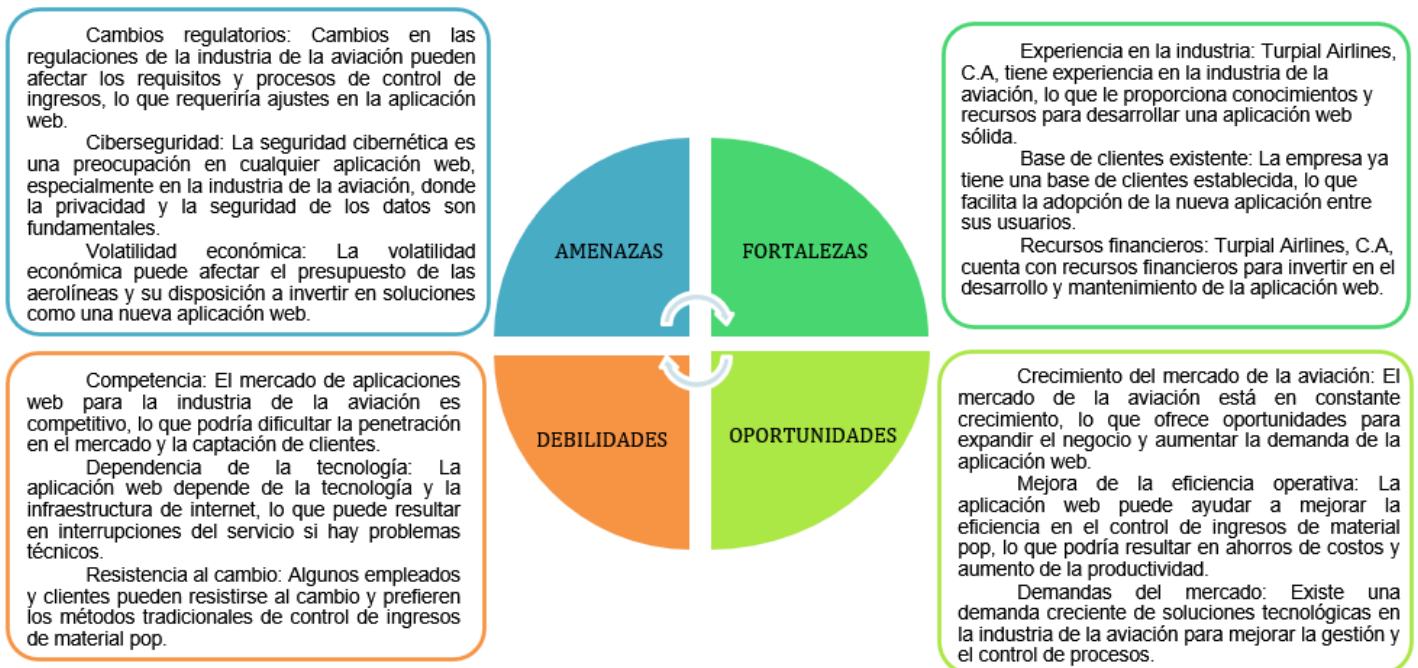 Cambios regulatorios: Cambios en las
regulaciones de la industria de la aviación pueden
afectar los requisitos y procesos de control de
ingresos, lo que requeriría ajustes en la aplicación
web.
Ciberseguridad: La seguridad cibernética es
una preocupación en cualquier aplicación web,
especialmente en la industria de la aviación, donde
la privacidad y la seguridad de los datos son
fundamentales.
Volatilidad económica: La volatilidad
económica puede afectar el presupuesto de las
aerolíneas y su disposición a invertir en soluciones
como una nueva aplicación web.
Experiencia en la industria: Turpial Airlines,
C.A, tiene experiencia en la industria de la
aviación, lo que le proporciona conocimientos y
recursos para desarrollar una aplicación web
sólida.
Base de clientes existente: La empresa ya
tiene una base de clientes establecida, lo que
facilita la adopción de la nueva aplicación entre
sus usuarios.
Recursos financieros: Turpial Airlines, C.A,
cuenta con recursos financieros para invertir en el
desarrollo y mantenimiento de la aplicación web.
AMENAZAS
FORTALEZAS
DEBILIDADES
OPORTUNIDADES
Competencia: El mercado de aplicaciones
web para la industria de la aviación es
competitivo, lo que podría dificultar la penetración
en el mercado y la captación de clientes.
Dependencia de la tecnología: La
aplicación web depende de la tecnología y la
infraestructura de internet, lo que puede resultar
en interrupciones del servicio si hay problemas
técnicos.
Resistencia al cambio: Algunos empleados
y clientes pueden resistirse al cambio y prefieren
los métodos tradicionales de control de ingresos
de material pop.
Crecimiento del mercado de la aviación: El
mercado de la aviación está en constante
crecimiento, lo que ofrece oportunidades para
expandir el negocio y aumentar la demanda de la
aplicación web.
Mejora de la eficiencia operativa: La
aplicación web puede ayudar a mejorar la
eficiencia en el control de ingresos de material
pop, lo que podría resultar en ahorros de costos y
aumento de la productividad.
Demandas del mercado: Existe una
demanda creciente de soluciones tecnológicas en
la industria de la aviación para mejorar la gestión y
el control de procesos.